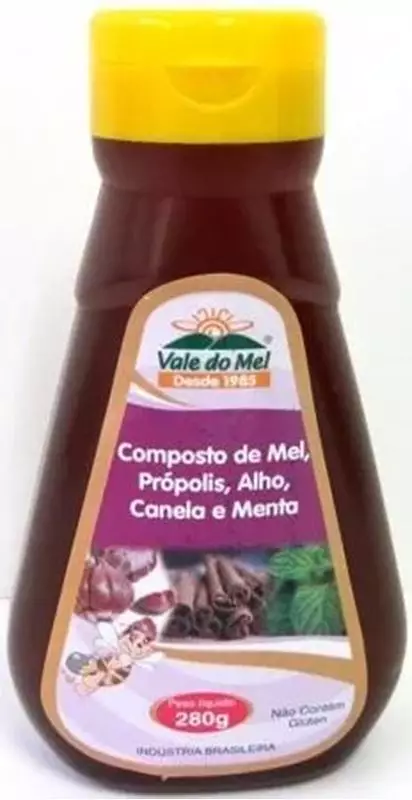 Vale do Mel ®
Desde 1985
Composto de Mel,
Própolis, Alho,
Canela e Menta
Peso líquido
280g
Não Contém
Glúten
INDÚSTRIA BRASILEIRA